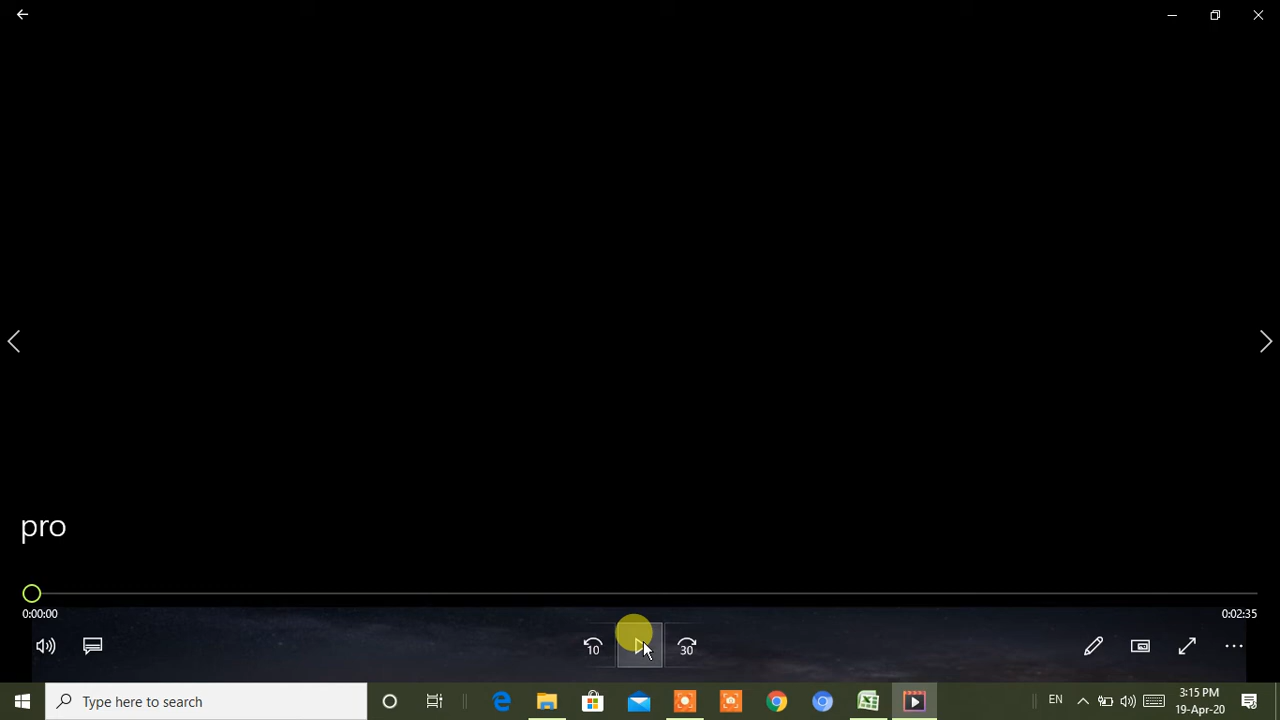 pro
0:00:00
0:02:35
10
30
Type here to search
EN
3:15 PM
19-Apr-20